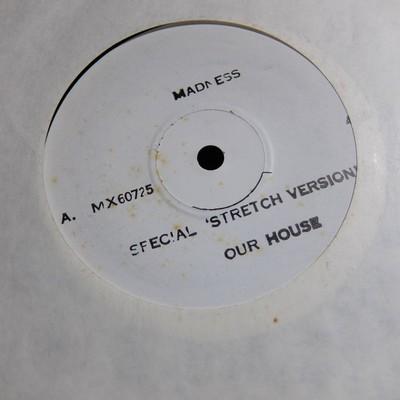 MADNESS
A. MX60725
SPECIAL 'STRETCH VERSION'
OUR HOUSE